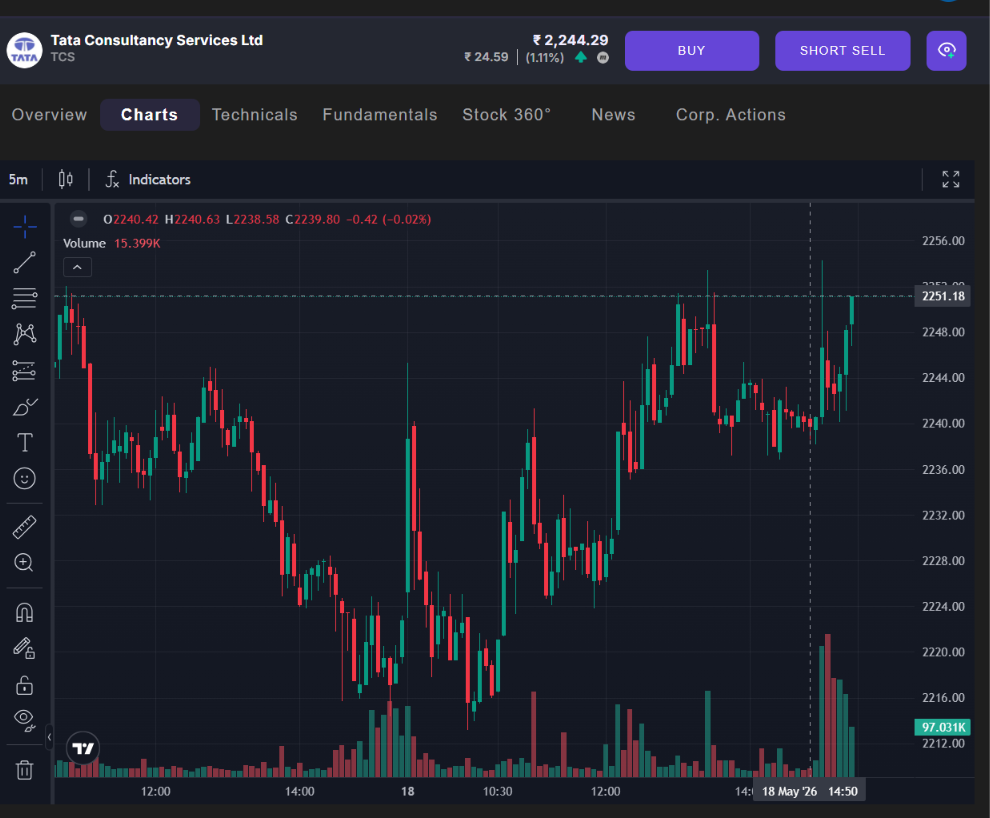 Tata Consultancy Services Ltd
TCS
TATA
₹ 2,244.29
₹ 24.59 | (1.11%)
BUY
SHORT SELL
Overview Charts Technicals Fundamentals Stock 360° News Corp. Actions
5m Indicators
O2240.42 H2240.63 L2238.58 C2239.80 −0.42 (−0.02%)
Volume 15.399K
2256.00
2251.18
2248.00
2244.00
2240.00
2236.00
2232.00
2228.00
2224.00
2220.00
2216.00
97.031K
2212.00
12:00 14:00 18 10:30 12:00 18 May '26 14:50